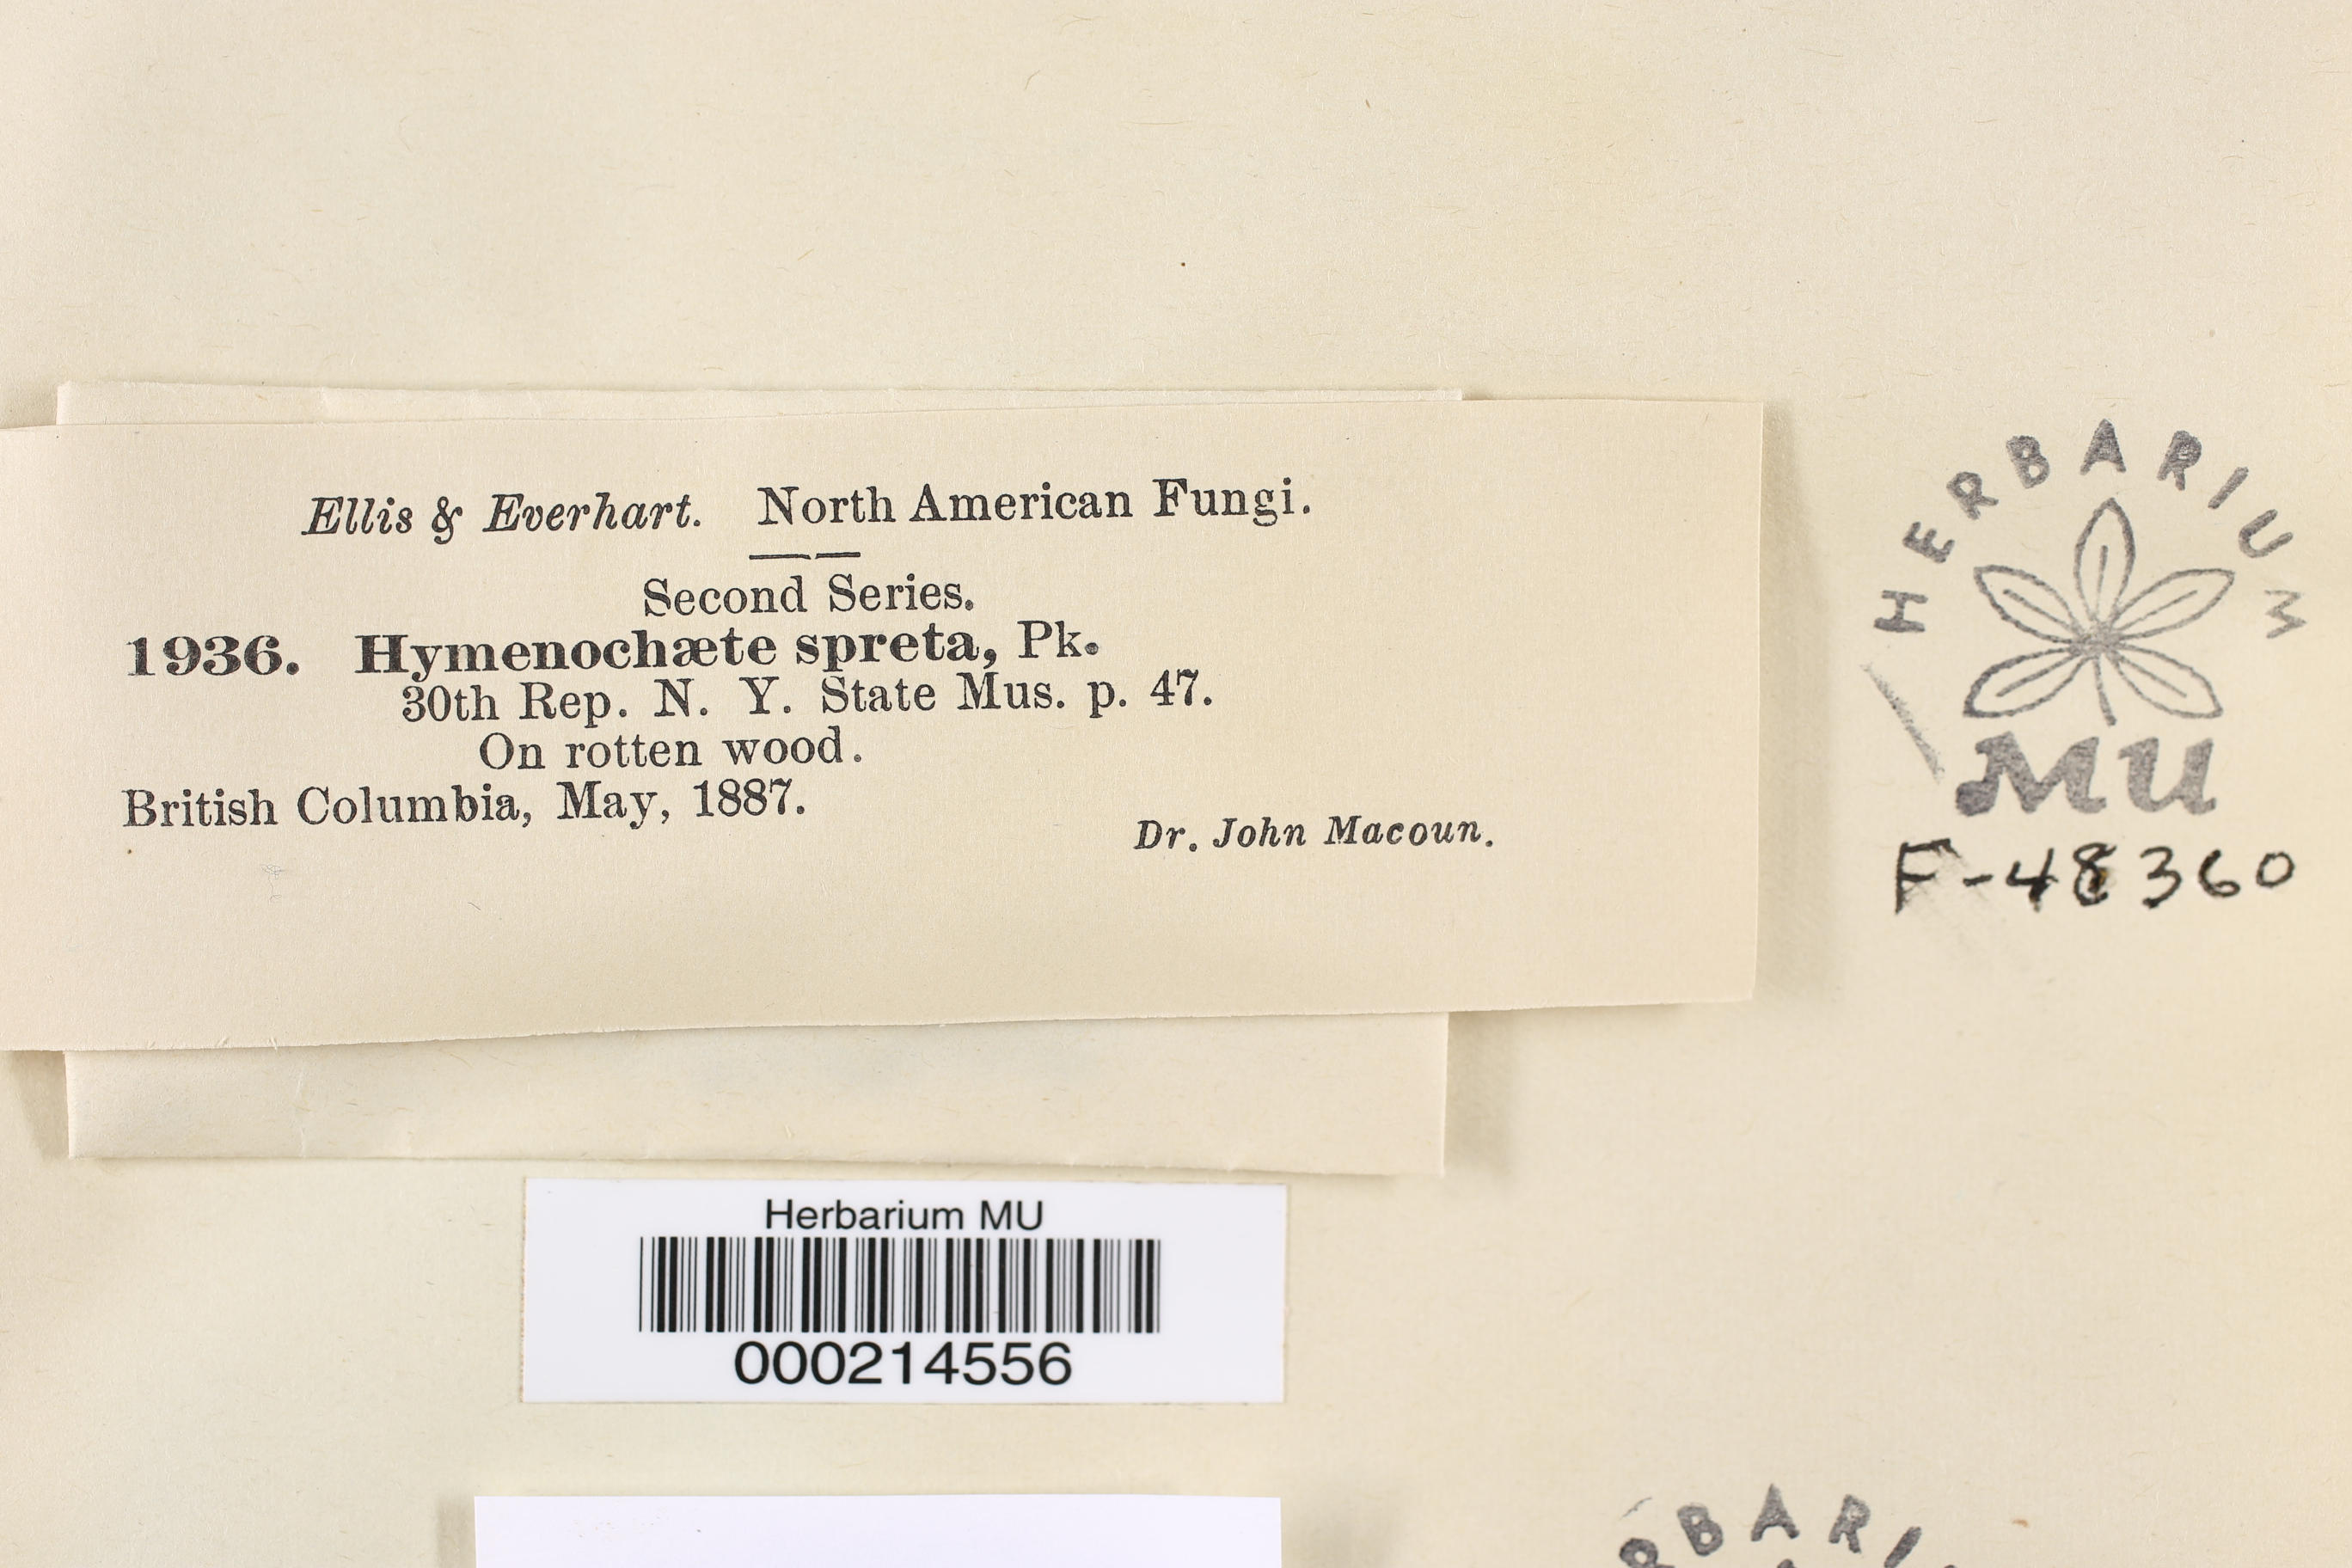 Ellis & Everhart. North American Fungi.
Second Series.
1936. Hymenochæte spreta, Pk.
30th Rep. N. Y. State Mus. p. 47.
On rotten wood.
British Columbia, May, 1887.
Dr. John Macoun.
HERBARIUM
MU
F-48360
Herbarium MU
000214556
RBARI